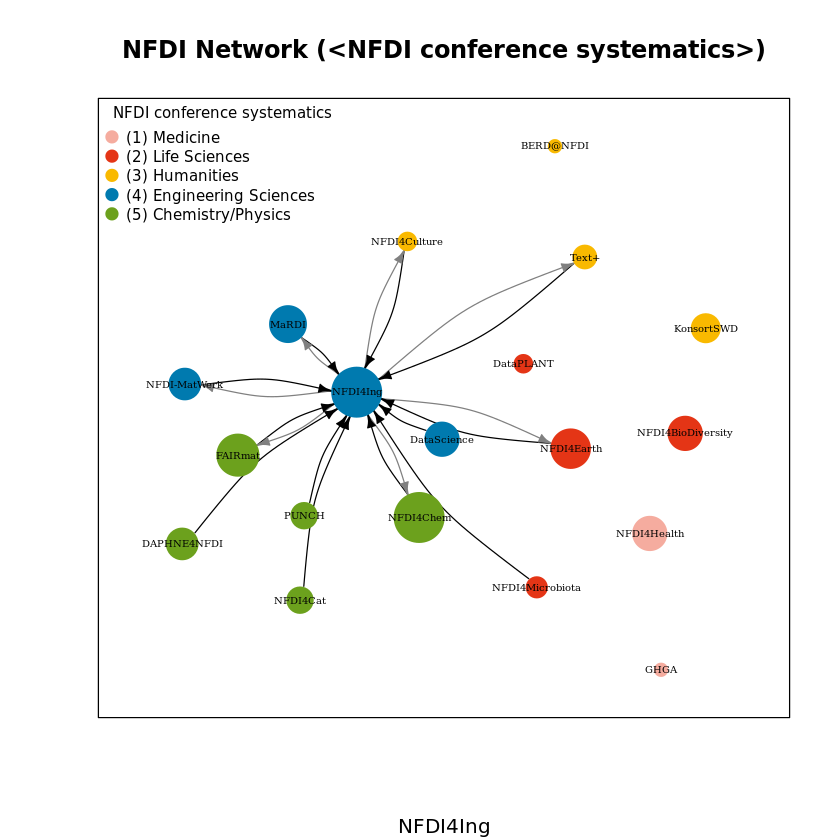 NFDI Network (<NFDI conference systematics>)
NFDI conference systematics
(1) Medicine
(2) Life Sciences
(3) Humanities
(4) Engineering Sciences
(5) Chemistry/Physics
BERD@NFDI
NFDI4Culture
Text+
MaRDI
KonsortSWD
DataPLANT
NFDI-MatWerk
NFDI4Ing
NFDI4BioDiversity
DataScience
NFDI4Earth
FAIRmat
PUNCH
NFDI4Chem
NFDI4Health
DAPHNE4NFDI
NFDI4Microbiota
NFDI4Cat
GHGA
NFDI4Ing